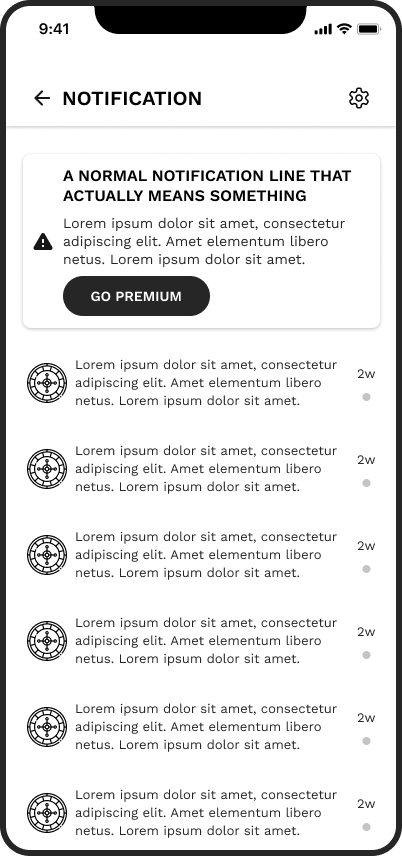 9:41
NOTIFICATION
A NORMAL NOTIFICATION LINE THAT
ACTUALLY MEANS SOMETHING
Lorem ipsum dolor sit amet, consectetur
adipiscing elit. Amet elementum libero
netus. Lorem ipsum dolor sit amet.
GO PREMIUM
Lorem ipsum dolor sit amet, consectetur
adipiscing elit. Amet elementum libero
netus. Lorem ipsum dolor sit amet.
2w
Lorem ipsum dolor sit amet, consectetur
adipiscing elit. Amet elementum libero
netus. Lorem ipsum dolor sit amet.
2w
Lorem ipsum dolor sit amet, consectetur
adipiscing elit. Amet elementum libero
netus. Lorem ipsum dolor sit amet.
2w
Lorem ipsum dolor sit amet, consectetur
adipiscing elit. Amet elementum libero
netus. Lorem ipsum dolor sit amet.
2w
Lorem ipsum dolor sit amet, consectetur
adipiscing elit. Amet elementum libero
netus. Lorem ipsum dolor sit amet.
2w
Lorem ipsum dolor sit amet, consectetur
adipiscing elit. Amet elementum libero
netus. Lorem ipsum dolor sit amet.
2w